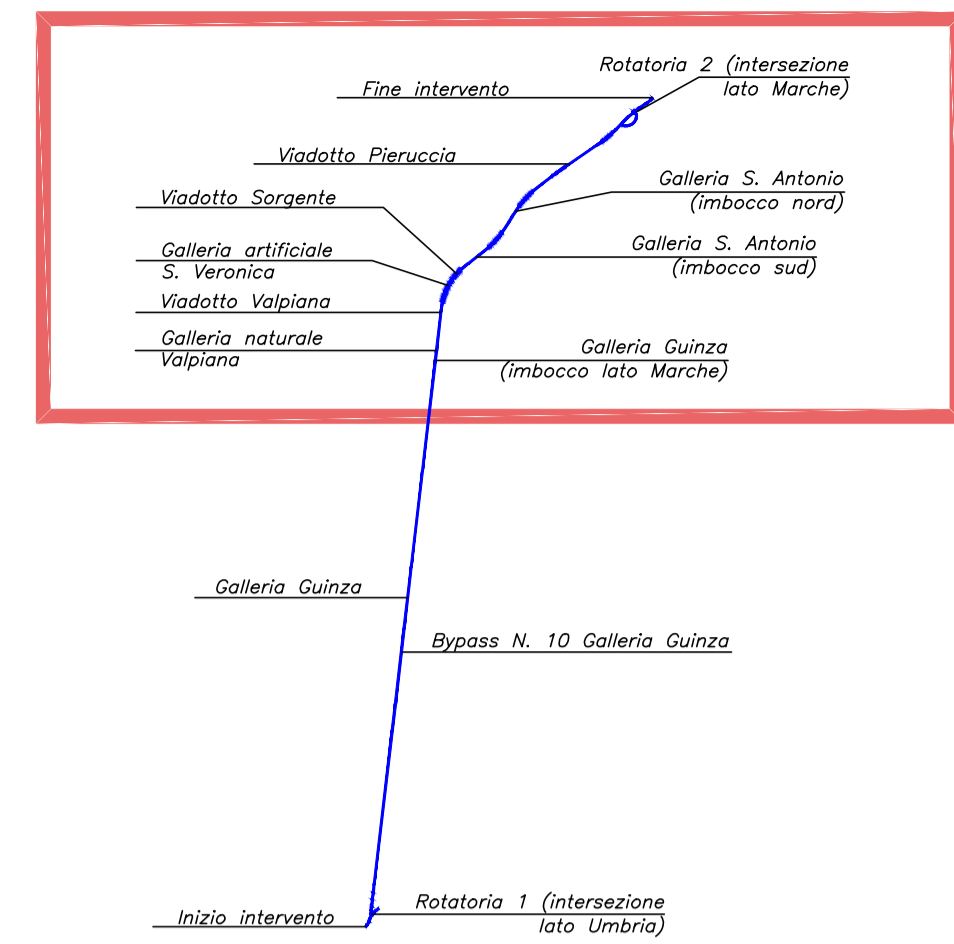 Rotatoria 2 (intersezione
lato Marche)
Fine intervento
Viadotto Pieruccia
Galleria S. Antonio
(imbocco nord)
Viadotto Sorgente
Galleria S. Antonio
(imbocco sud)
Galleria artificiale
S. Veronica
Viadotto Valpiana
Galleria naturale
Valpiana
Galleria Guinza
(imbocco lato Marche)
Galleria Guinza
Bypass N. 10 Galleria Guinza
Rotatoria 1 (intersezione
lato Umbria)
Inizio intervento